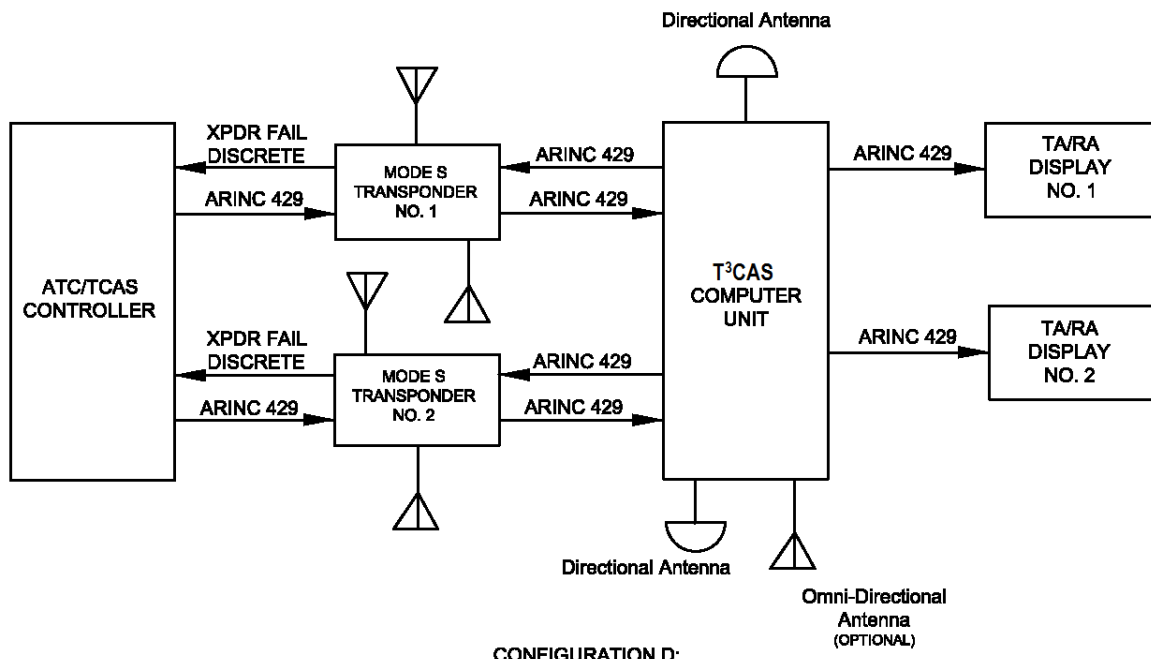 Directional Antenna
XPDR FAIL
DISCRETE
ARINC 429
MODE S
TRANSPONDER
NO. 1
ARINC 429
ARINC 429
ARINC 429
TA/RA
DISPLAY
NO. 1
ATC/TCAS
CONTROLLER
T³CAS
COMPUTER
UNIT
XPDR FAIL
DISCRETE
ARINC 429
MODE S
TRANSPONDER
NO. 2
ARINC 429
ARINC 429
ARINC 429
TA/RA
DISPLAY
NO. 2
Directional Antenna
Omni-Directional
Antenna
(OPTIONAL)
CONFIGURATION D: